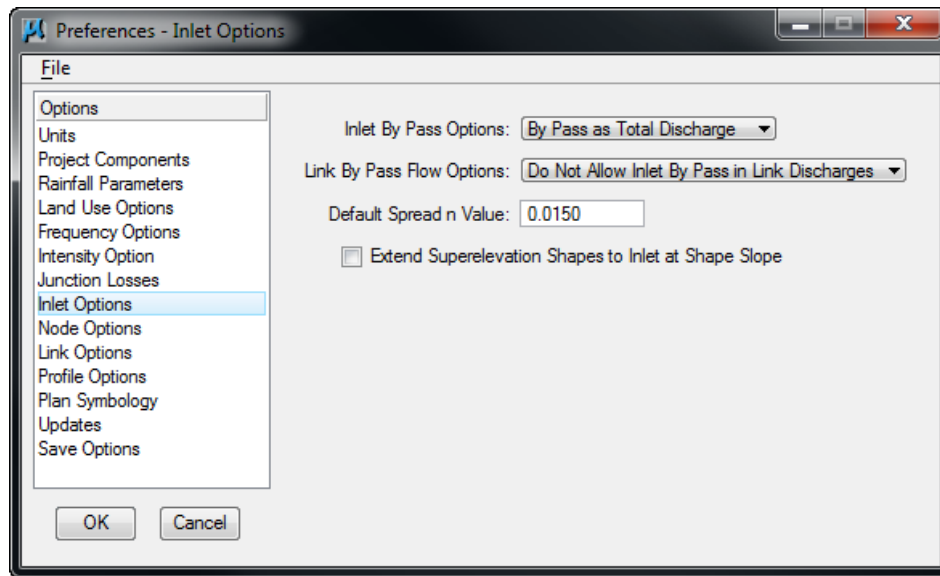 Preferences - Inlet Options
File
Options
Units
Project Components
Rainfall Parameters
Land Use Options
Frequency Options
Intensity Option
Junction Losses
Inlet Options
Node Options
Link Options
Profile Options
Plan Symbology
Updates
Save Options
OK Cancel
Inlet By Pass Options: By Pass as Total Discharge
Link By Pass Flow Options: Do Not Allow Inlet By Pass in Link Discharges
Default Spread n Value: 0.0150
Extend Superelevation Shapes to Inlet at Shape Slope